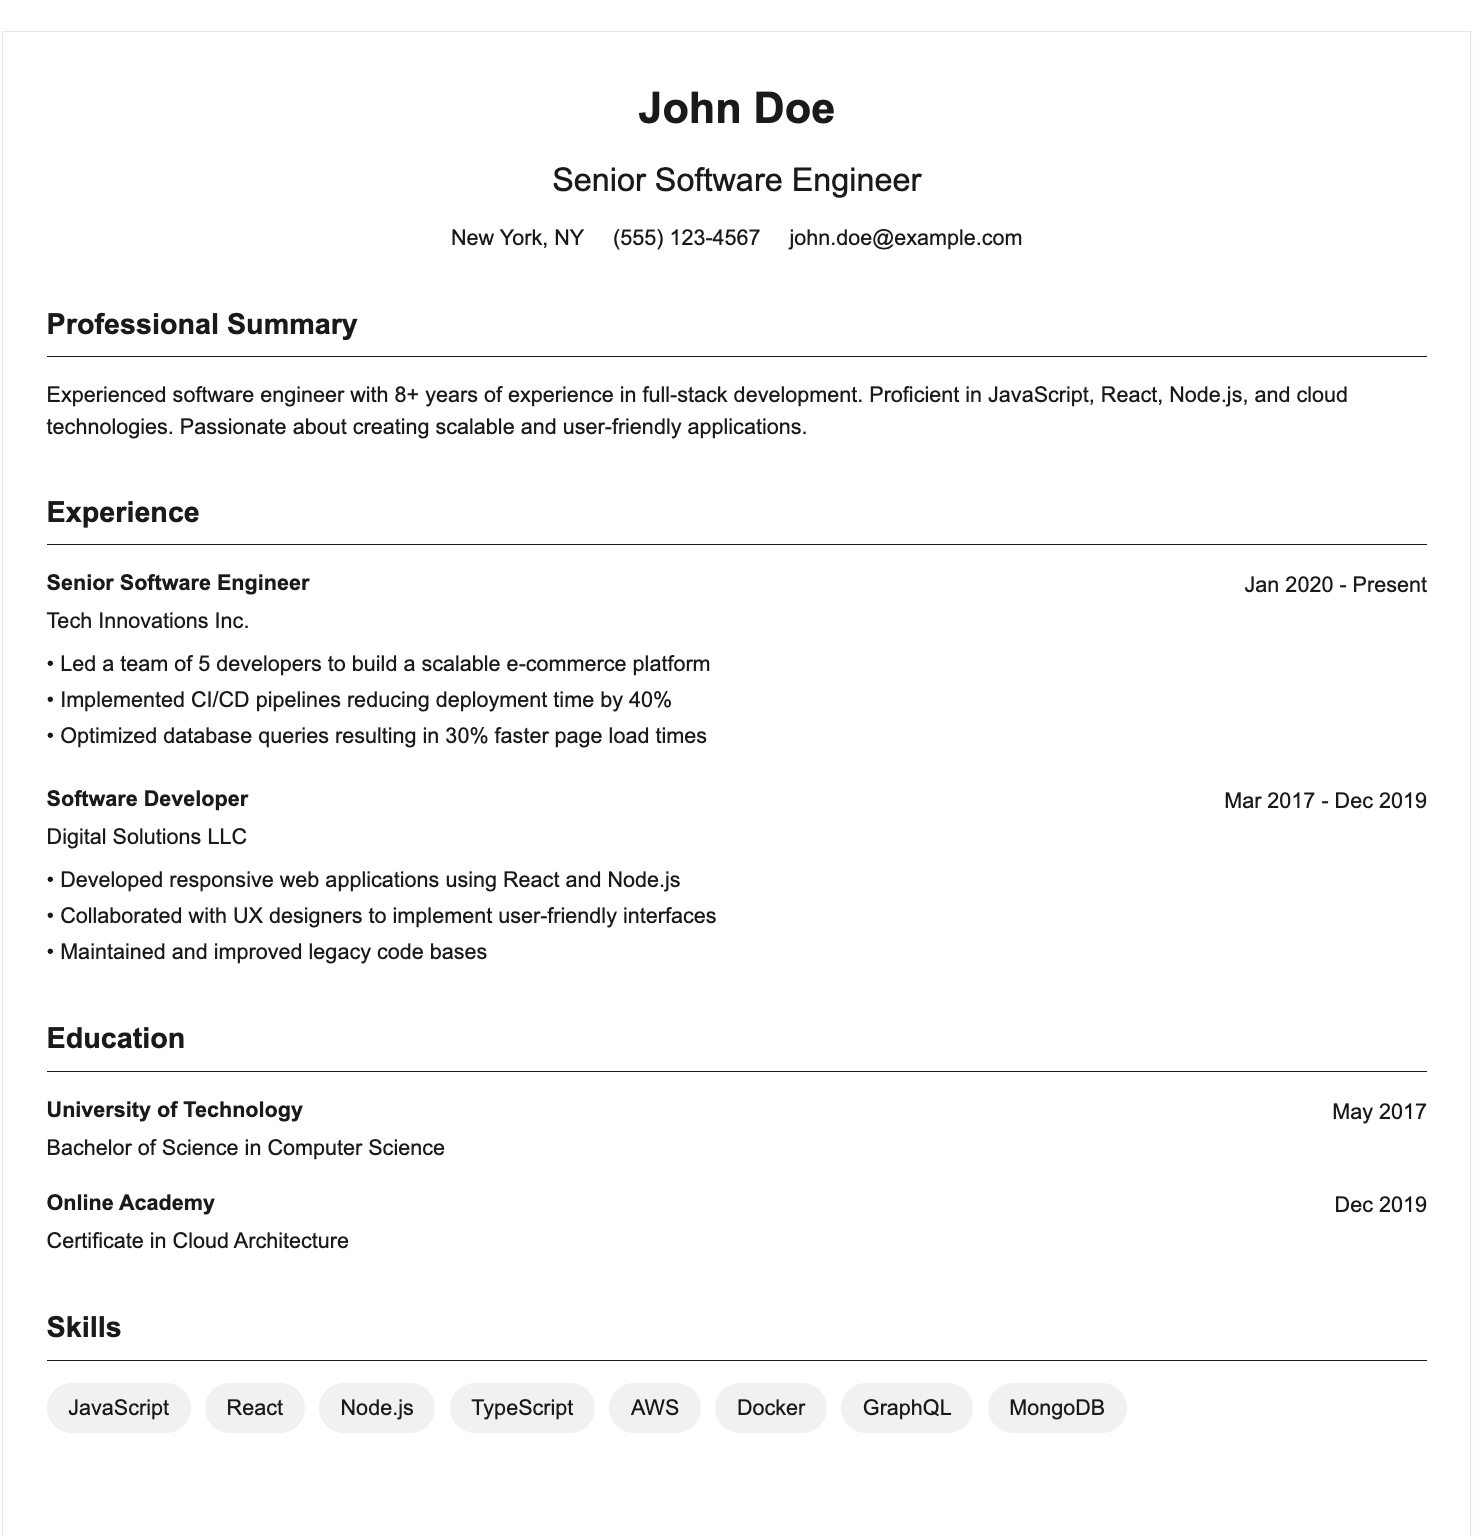 John Doe
Senior Software Engineer
New York, NY (555) 123-4567 john.doe@example.com
Professional Summary
Experienced software engineer with 8+ years of experience in full-stack development. Proficient in JavaScript, React, Node.js, and cloud
technologies. Passionate about creating scalable and user-friendly applications.
Experience
Senior Software Engineer Jan 2020 - Present
Tech Innovations Inc.
• Led a team of 5 developers to build a scalable e-commerce platform
• Implemented CI/CD pipelines reducing deployment time by 40%
• Optimized database queries resulting in 30% faster page load times
Software Developer Mar 2017 - Dec 2019
Digital Solutions LLC
• Developed responsive web applications using React and Node.js
• Collaborated with UX designers to implement user-friendly interfaces
• Maintained and improved legacy code bases
Education
University of Technology May 2017
Bachelor of Science in Computer Science
Online Academy Dec 2019
Certificate in Cloud Architecture
Skills
JavaScript React Node.js TypeScript AWS Docker GraphQL MongoDB